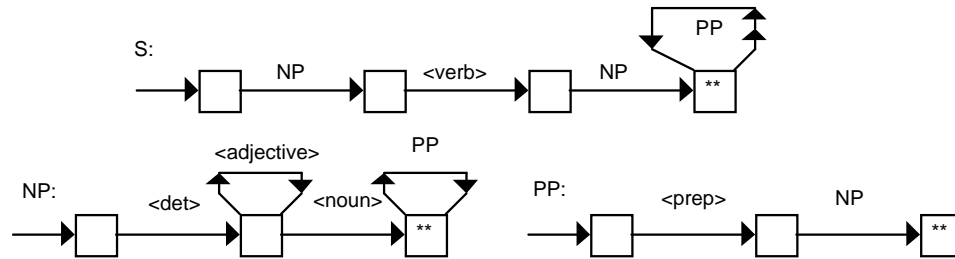 PP
S:
NP <verb> NP
**
<adjective> PP
NP: PP:
<det> <noun> <prep> NP
** **